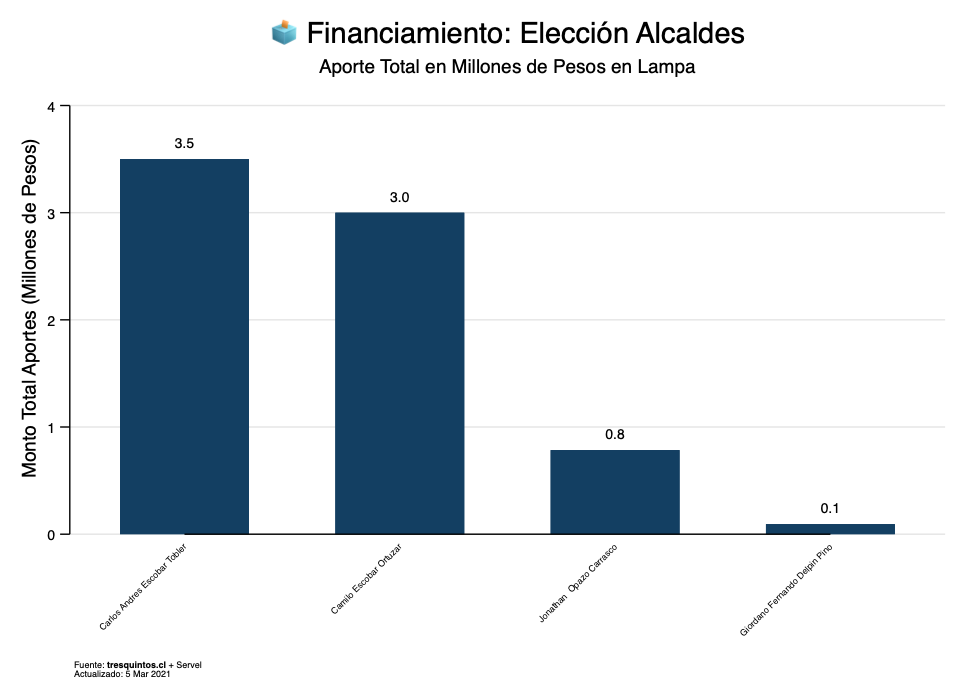 Financiamiento: Elección Alcaldes
Aporte Total en Millones de Pesos en Lampa
Monto Total Aportes (Millones de Pesos)
4
3
2
1
0
3.5
3.0
0.8
0.1
Carlos Andres Escobar Tobler
Camilo Escobar Ortuzar
Jonathan  Opazo Carrasco
Giordano Fernando Delpin Pino
Fuente: tresquintos.cl + Servel
Actualizado: 5 Mar 2021